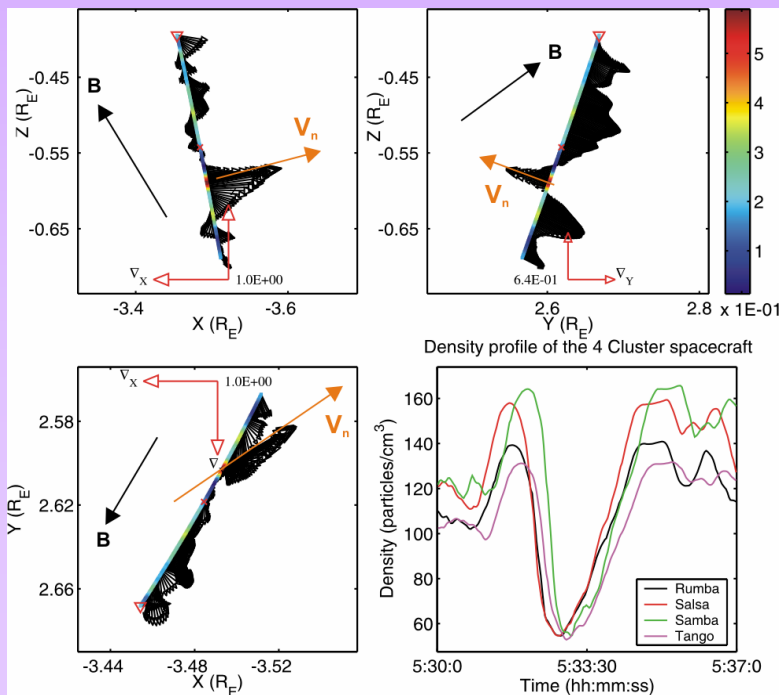 B
V_n
Z (R_E)
-0.45
-0.55
-0.65
∇_X
1.0E+00
-3.4
-3.6
X (R_E)
B
V_n
Z (R_E)
-0.45
-0.55
-0.65
6.4E-01
∇_Y
2.6
2.8
Y (R_E)
5
4
3
2
1
x 1E-01
∇_X
1.0E+00
V_n
∇
B
Y (R_E)
2.58
2.62
2.66
-3.44
-3.48
-3.52
X (R_E)
Density profile of the 4 Cluster spacecraft
Density (particles/cm³)
160
140
120
100
80
60
Rumba
Salsa
Samba
Tango
5:30:0
5:33:30
5:37:0
Time (hh:mm:ss)